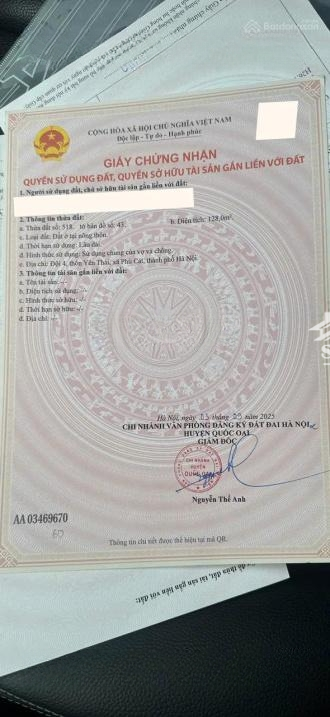 Batdongsan
CỘNG HÒA XÃ HỘI CHỦ NGHĨA VIỆT NAM
Độc lập - Tự do - Hạnh phúc
GIẤY CHỨNG NHẬN
QUYỀN SỬ DỤNG ĐẤT, QUYỀN SỞ HỮU TÀI SẢN GẮN LIỀN VỚI ĐẤT
1. Người sử dụng đất, chủ sở hữu tài sản gắn liền với đất:
2. Thông tin thửa đất:
a. Thửa đất số: 518. tờ bản đồ số: 43. b. Diện tích: 128,0m².
c. Loại đất: Đất ở tại nông thôn.
d. Thời hạn sử dụng: Lâu dài.
đ. Hình thức sử dụng: Sử dụng chung của vợ và chồng.
e. Địa chỉ: Đội 4, thôn Yên Thái, xã Phú Cát, thành phố Hà Nội.
3. Thông tin tài sản gắn liền với đất:
a. Tên tài sản: -/-
b. Diện tích sử dụng: -/-
c. Hình thức sở hữu: -/-
d. Thời hạn sở hữu: -/-
đ. Địa chỉ: -/-
Hà Nội, ngày tháng 2025
CHI NHÁNH VĂN PHÒNG ĐĂNG KÝ ĐẤT ĐAI HÀ NỘI
HUYỆN QUỐC OAI
GIÁM ĐỐC
CHI NHÁNH
HUYỆN
QUỐC OAI
Nguyễn Thế Anh
AA 03469670
Thông tin chi tiết được thể hiện tại mã QR.